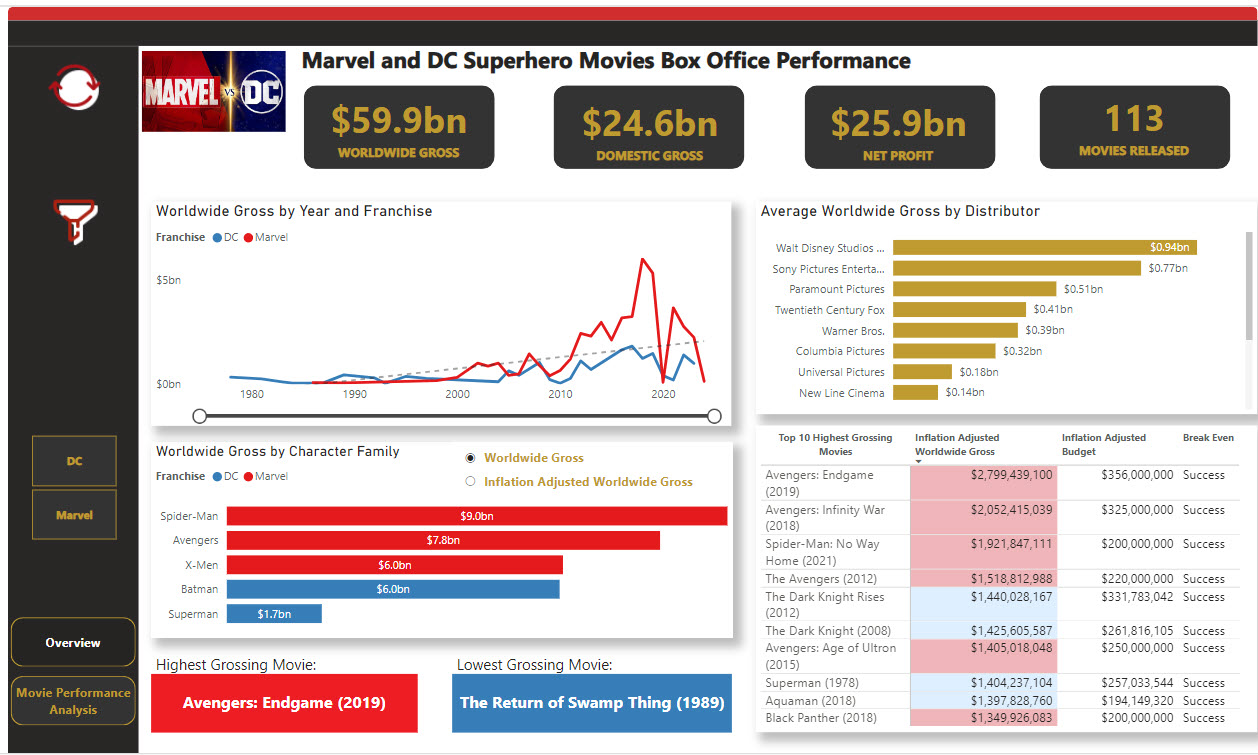 MARVEL VS DC
Marvel and DC Superhero Movies Box Office Performance
$59.9bn
WORLDWIDE GROSS
$24.6bn
DOMESTIC GROSS
$25.9bn
NET PROFIT
113
MOVIES RELEASED
DC
Marvel
Overview
Movie Performance
Analysis
Worldwide Gross by Year and Franchise
Franchise DC Marvel
$5bn
$0bn
1980 1990 2000 2010 2020
Average Worldwide Gross by Distributor
Walt Disney Studios ... $0.94bn
Sony Pictures Enterta... $0.77bn
Paramount Pictures $0.51bn
Twentieth Century Fox $0.41bn
Warner Bros. $0.39bn
Columbia Pictures $0.32bn
Universal Pictures $0.18bn
New Line Cinema $0.14bn
Worldwide Gross by Character Family
Franchise DC Marvel
Worldwide Gross
Inflation Adjusted Worldwide Gross
Spider-Man $9.0bn
Avengers $7.8bn
X-Men $6.0bn
Batman $6.0bn
Superman $1.7bn
Highest Grossing Movie:
Avengers: Endgame (2019)
Lowest Grossing Movie:
The Return of Swamp Thing (1989)
Top 10 Highest Grossing Inflation Adjusted Inflation Adjusted Break Even
Movies Worldwide Gross Budget
Avengers: Endgame $2,799,439,100 $356,000,000 Success
(2019)
Avengers: Infinity War $2,052,415,039 $325,000,000 Success
(2018)
Spider-Man: No Way $1,921,847,111 $200,000,000 Success
Home (2021)
The Avengers (2012) $1,518,812,988 $220,000,000 Success
The Dark Knight Rises $1,440,028,167 $331,783,042 Success
(2012)
The Dark Knight (2008) $1,425,605,587 $261,816,105 Success
Avengers: Age of Ultron $1,405,018,048 $250,000,000 Success
(2015)
Superman (1978) $1,404,237,104 $257,033,544 Success
Aquaman (2018) $1,397,828,760 $194,149,320 Success
Black Panther (2018) $1,349,926,083 $200,000,000 Success